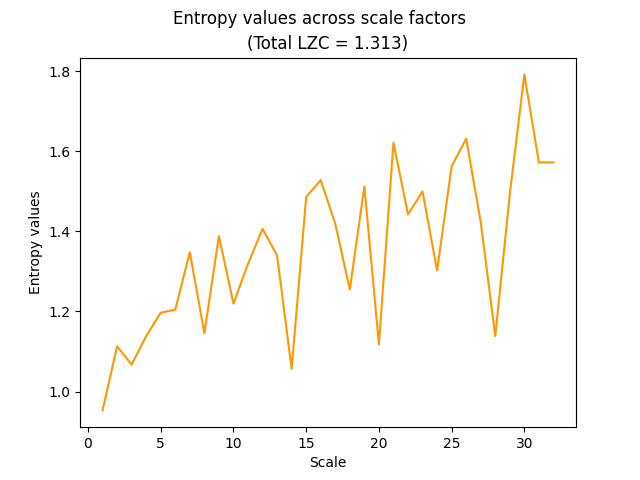 Entropy values across scale factors
(Total LZC = 1.313)
1.8
1.6
1.4
1.2
1.0
Entropy values
0 5 10 15 20 25 30
Scale